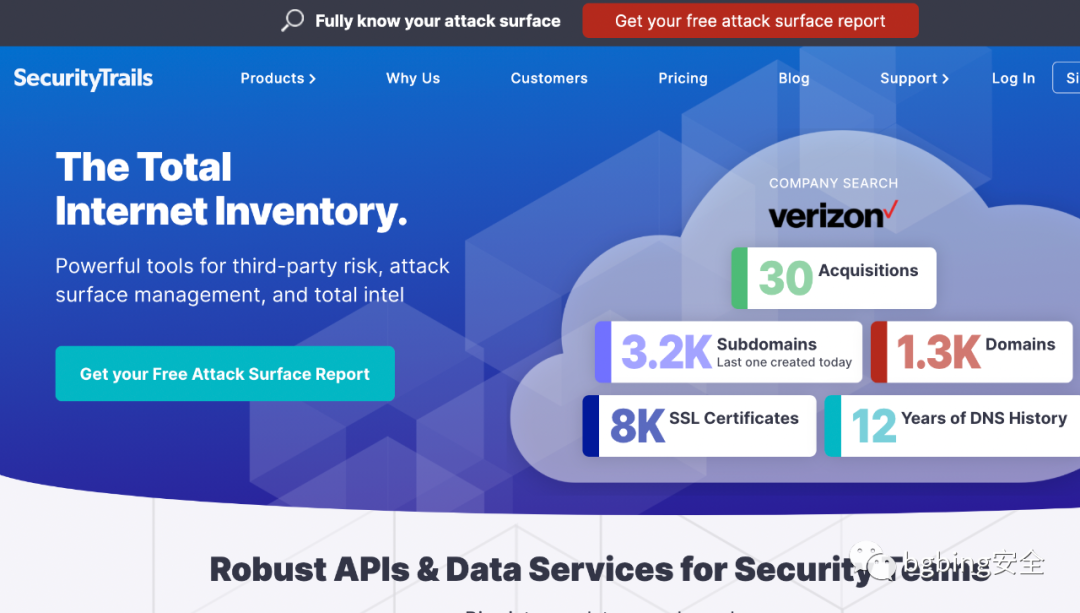 Fully know your attack surface
Get your free attack surface report
SecurityTrails
Products
Why Us
Customers
Pricing
Blog
Support
Log In
The Total
Internet Inventory.
Powerful tools for third-party risk, attack
surface management, and total intel
Get your Free Attack Surface Report
COMPANY SEARCH
verizon
30 Acquisitions
3.2K Subdomains
Last one created today
1.3K Domains
8K SSL Certificates
12 Years of DNS History
Robust APIs & Data Services for Security Teams
bgbing安全